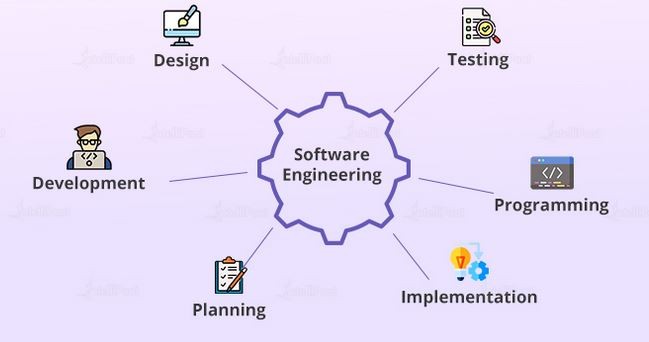 Design
Testing
Software
Engineering
Development
Programming
Planning
Implementation